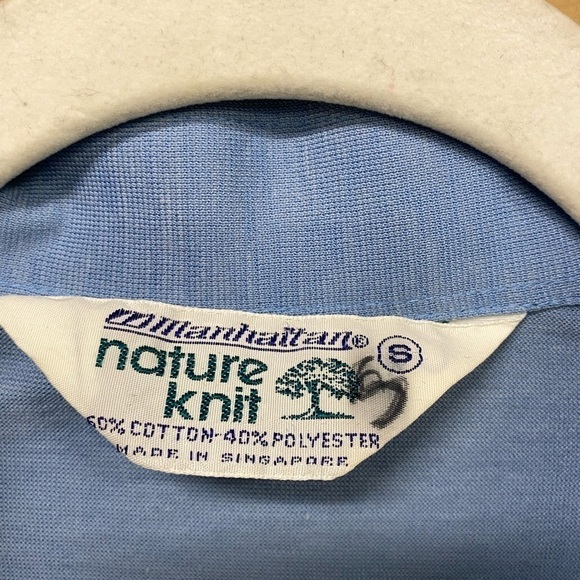 Manhattan® S
nature
knit
60% COTTON-40% POLYESTER
MADE IN SINGAPORE